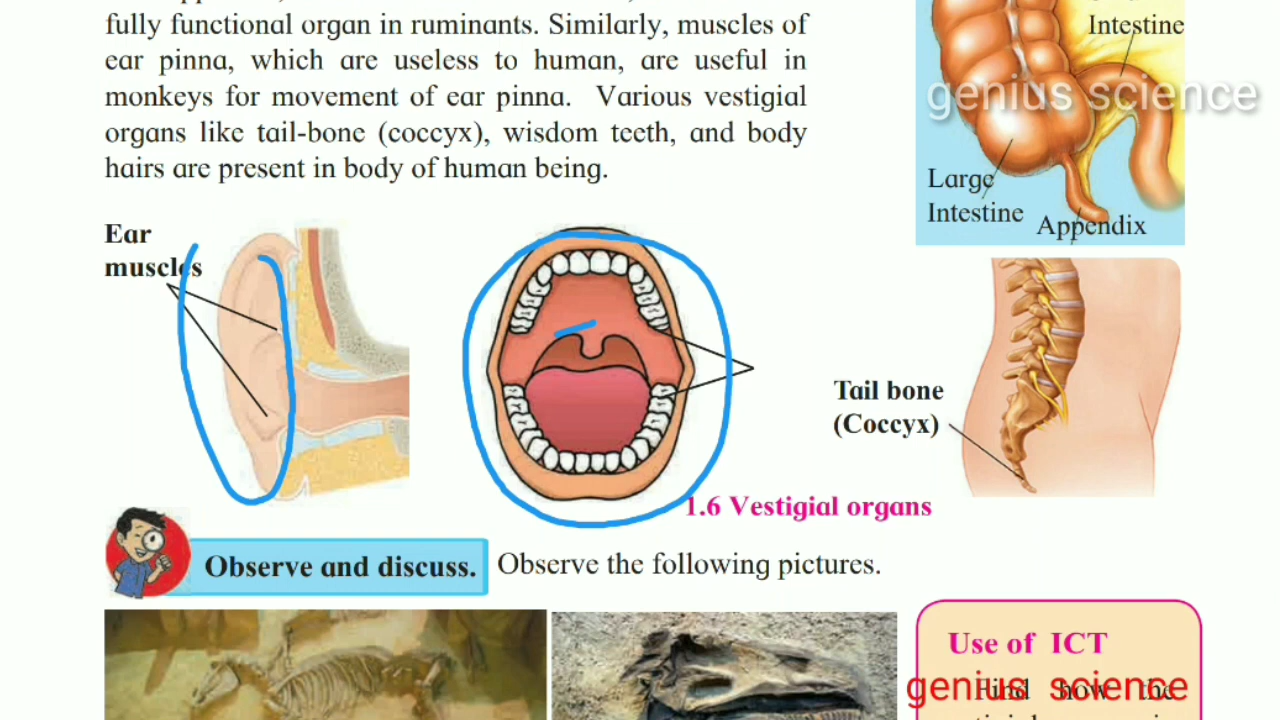 fully functional organ in ruminants. Similarly, muscles of
ear pinna, which are useless to human, are useful in
monkeys for movement of ear pinna. Various vestigial
organs like tail-bone (coccyx), wisdom teeth, and body
hairs are present in body of human being.
Intestine
genius science
Large
Intestine
Appendix
Ear
muscles
Tail bone
(Coccyx)
1.6 Vestigial organs
Observe and discuss. Observe the following pictures.
Use of ICT
Find how the
genius science